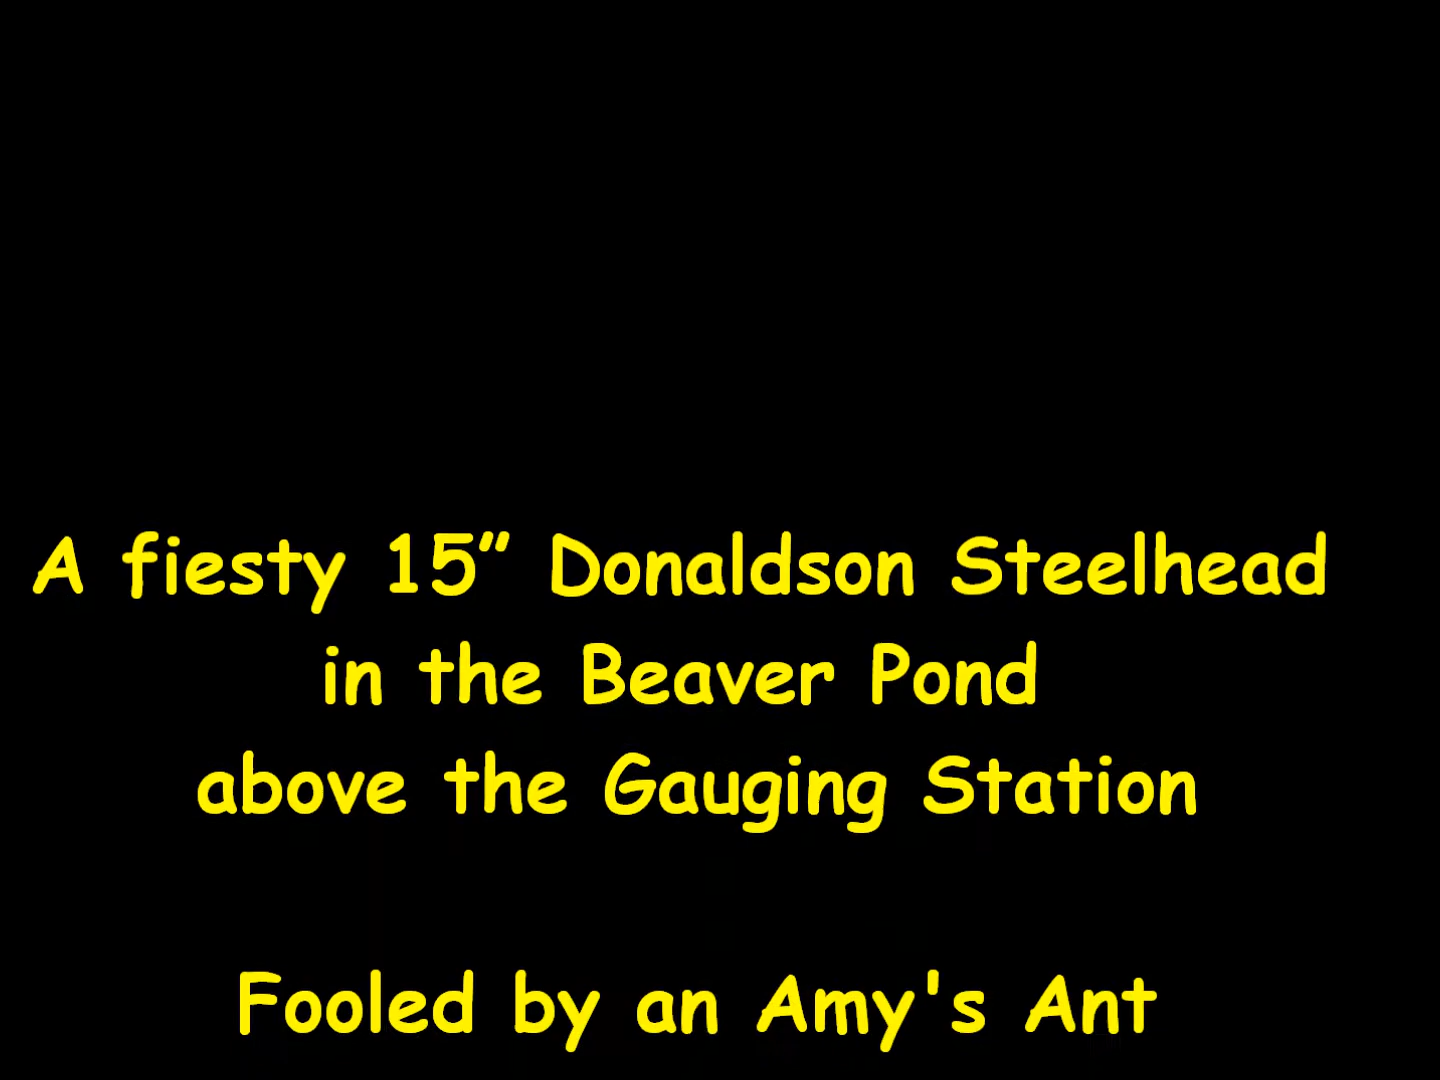 A fiesty 15” Donaldson Steelhead
in the Beaver Pond
above the Gauging Station
Fooled by an Amy's Ant